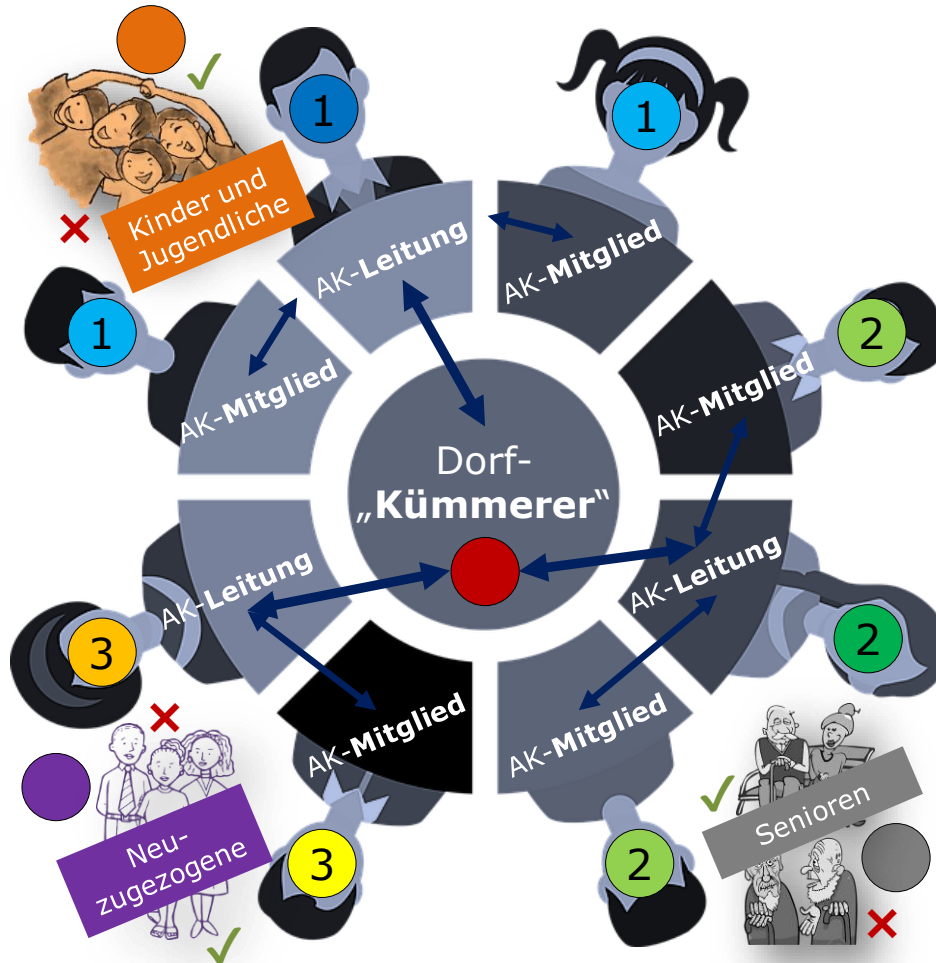 1
1
Kinder und
Jugendliche
AK-Leitung
AK-Mitglied
1
2
AK-Mitglied
AK-Mitglied
Dorf-
„Kümmerer“
AK-Leitung
AK-Leitung
3
2
AK-Mitglied
AK-Mitglied
Senioren
Neu-
zugezogene
3
2